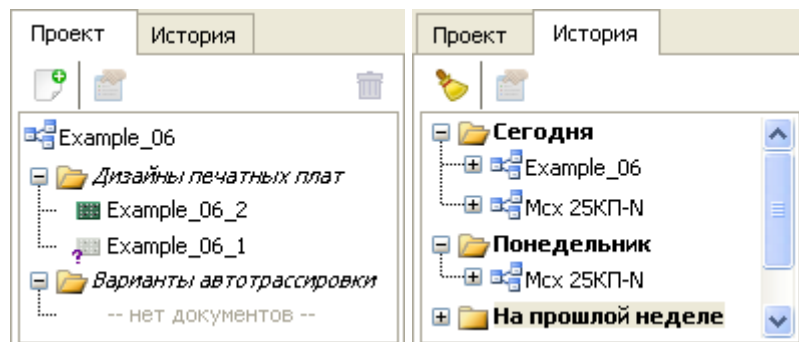 Проект История
Example_06
Дизайны печатных плат
Example_06_2
Example_06_1
?
Варианты автотрассировки
-- нет документов --
Проект История
Сегодня
Example_06
Мсх 25КП-N
Понедельник
Мсх 25КП-N
На прошлой неделе